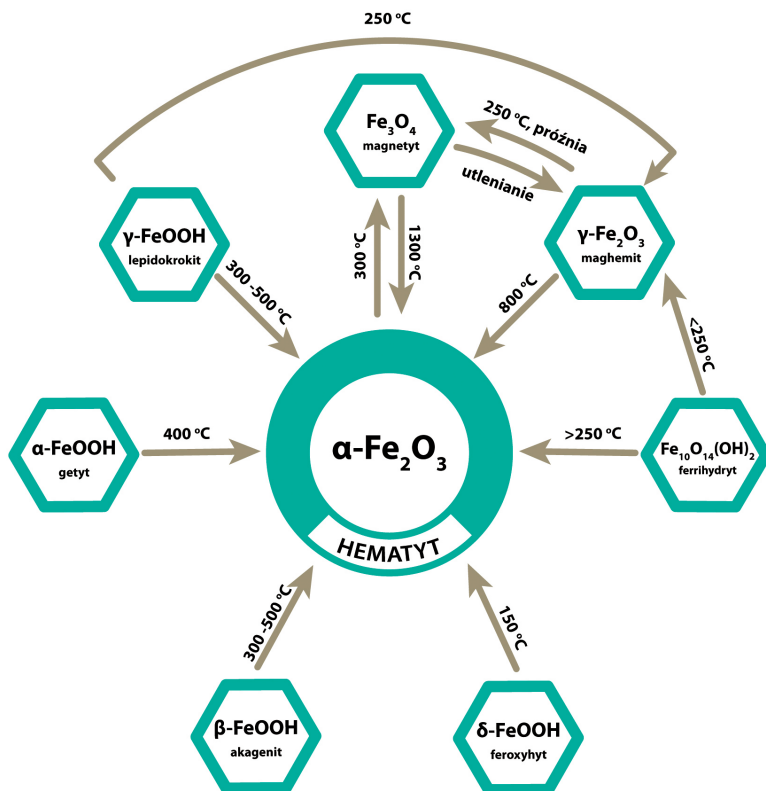 250 °C
Fe₃O₄
magnetyt
250 °C, próżnia
utlenianie
γ-FeOOH
lepidokrokit
γ-Fe₂O₃
maghemit
300 °C
1300 °C
300 -500 °C
800 °C
<250 °C
α-FeOOH
getyt
400 °C
α-Fe₂O₃
HEMATYT
>250 °C
Fe₁₀O₁₄(OH)₂
ferrihydryt
300 -500 °C
150 °C
β-FeOOH
akagenit
δ-FeOOH
feroxyhyt